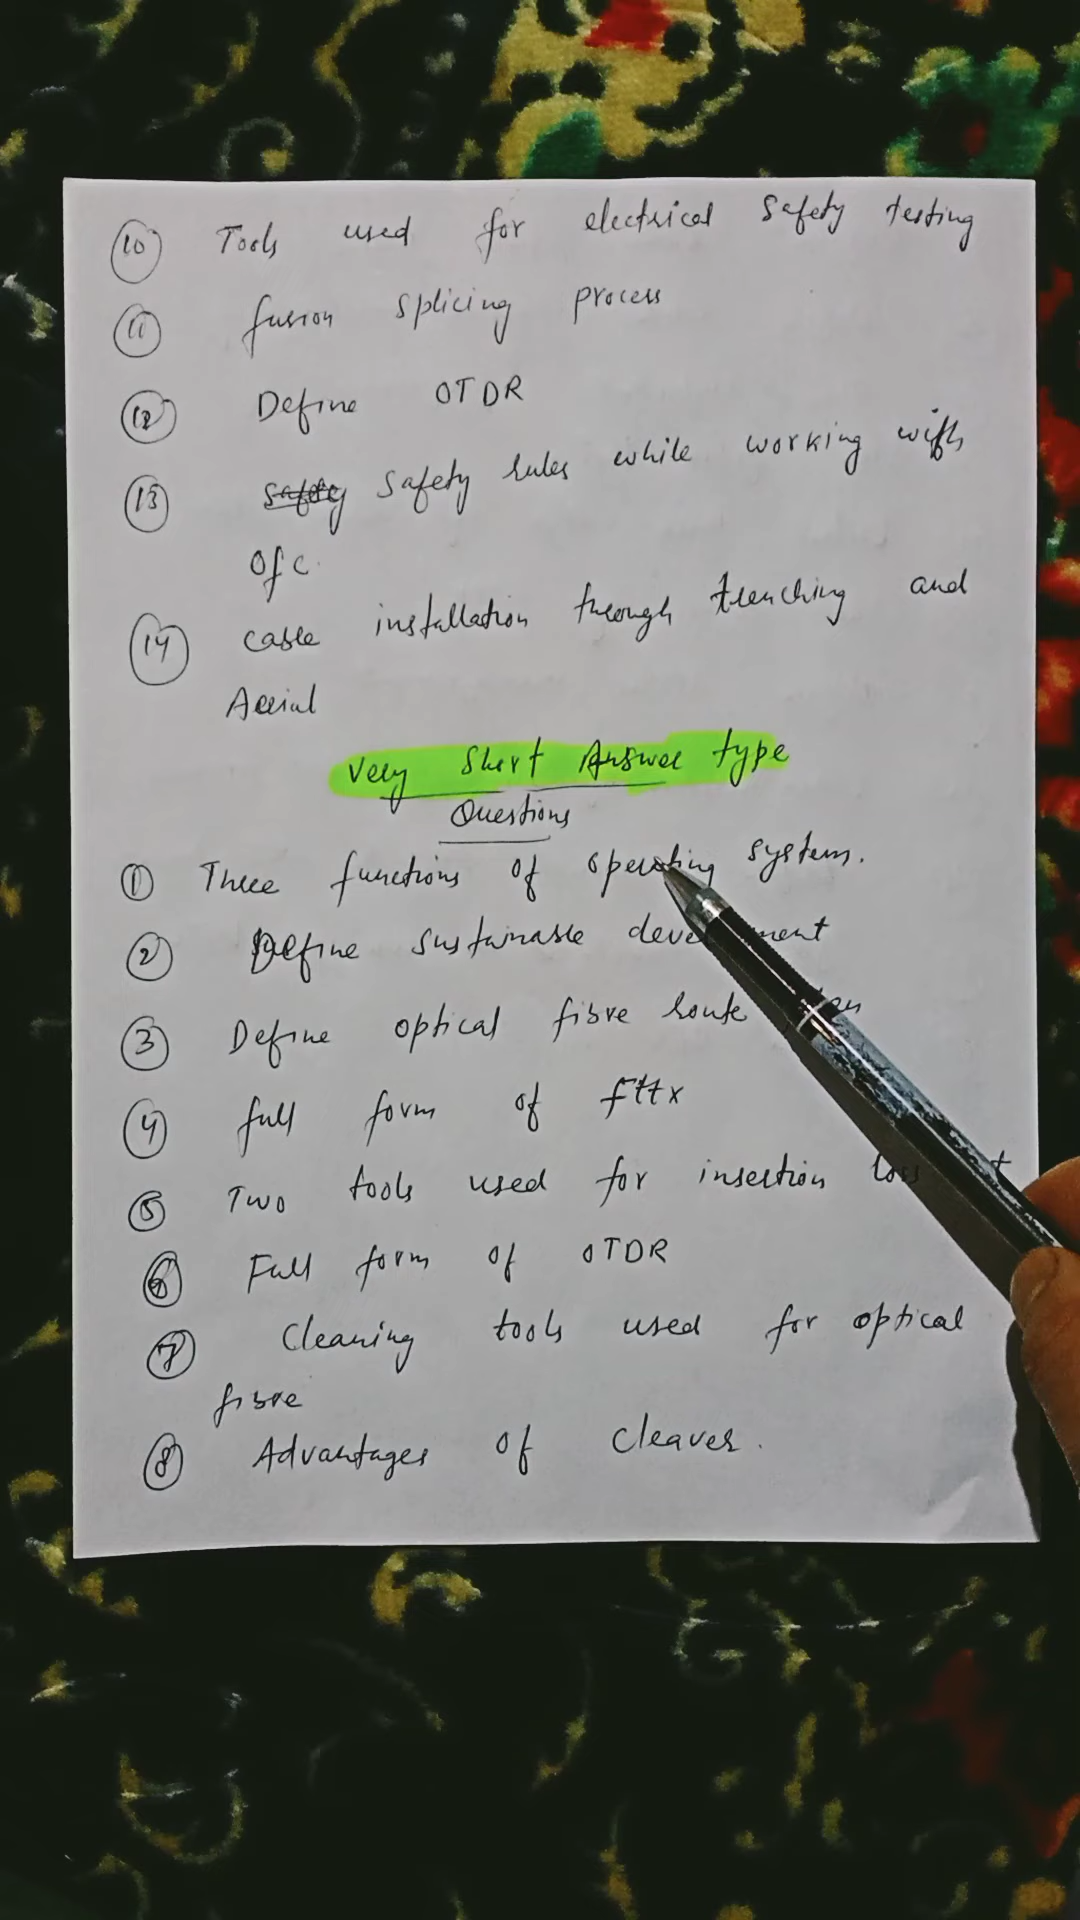 10 Tools used for electrical safety testing
11 fusion splicing process
12 Define OTDR
13 safety rules while working with
Ofc
14 cable installation through trenching and
Aerial
Very Short Answer type
Questions
1 Three functions of operating system.
2 Define sustainable development
3 Define optical fibre route
4 full form of fttx
5 Two tools used for insertion loss
6 Full form of OTDR
7 Cleaning tools used for optical
fibre
8 Advantages of cleaver.